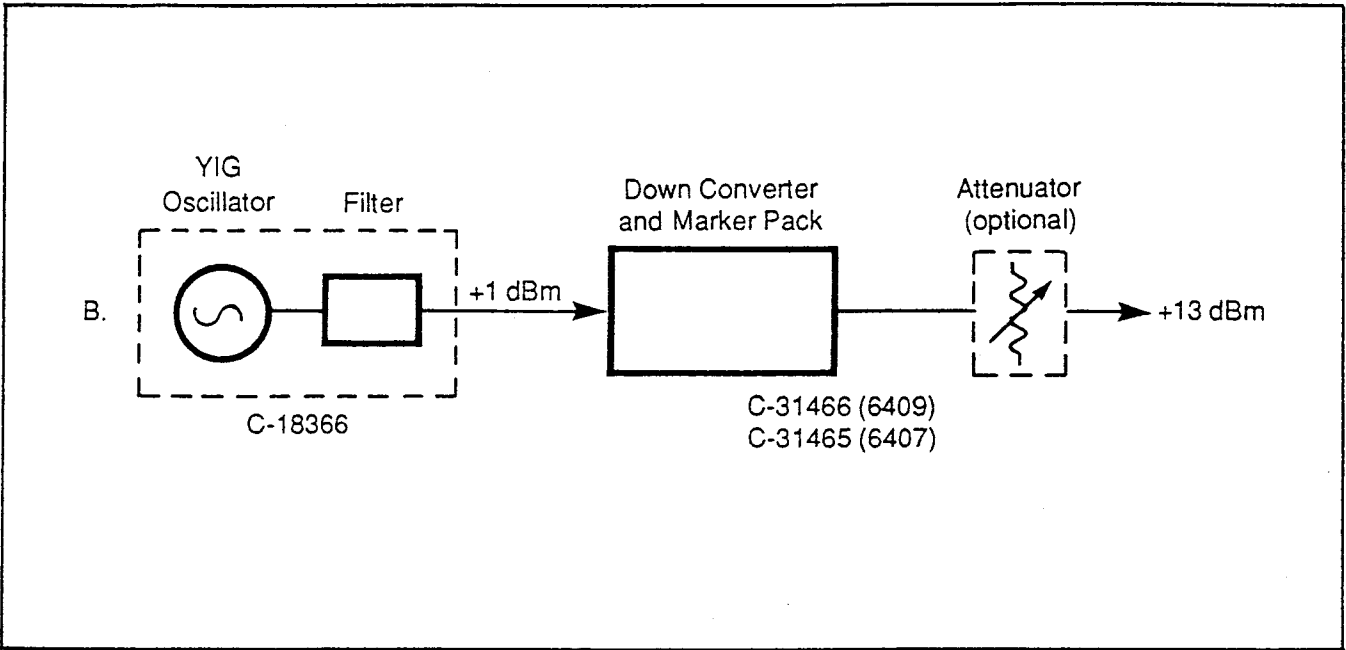 YIG
Oscillator
Filter
Down Converter
and Marker Pack
Attenuator
(optional)
B.
+1 dBm
+13 dBm
C-18366
C-31466 (6409)
C-31465 (6407)